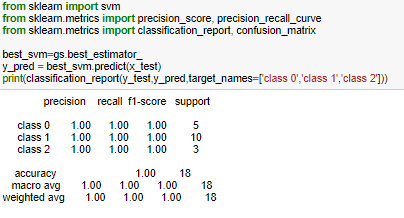 from sklearn import svm
from sklearn.metrics import precision_score, precision_recall_curve
from sklearn.metrics import classification_report, confusion_matrix
best_svm=gs.best_estimator_
y_pred = best_svm.predict(x_test)
print(classification_report(y_test,y_pred,target_names=['class 0','class 1','class 2']))
precision recall f1-score support
class 0 1.00 1.00 1.00 5
class 1 1.00 1.00 1.00 10
class 2 1.00 1.00 1.00 3
accuracy 1.00 18
macro avg 1.00 1.00 1.00 18
weighted avg 1.00 1.00 1.00 18